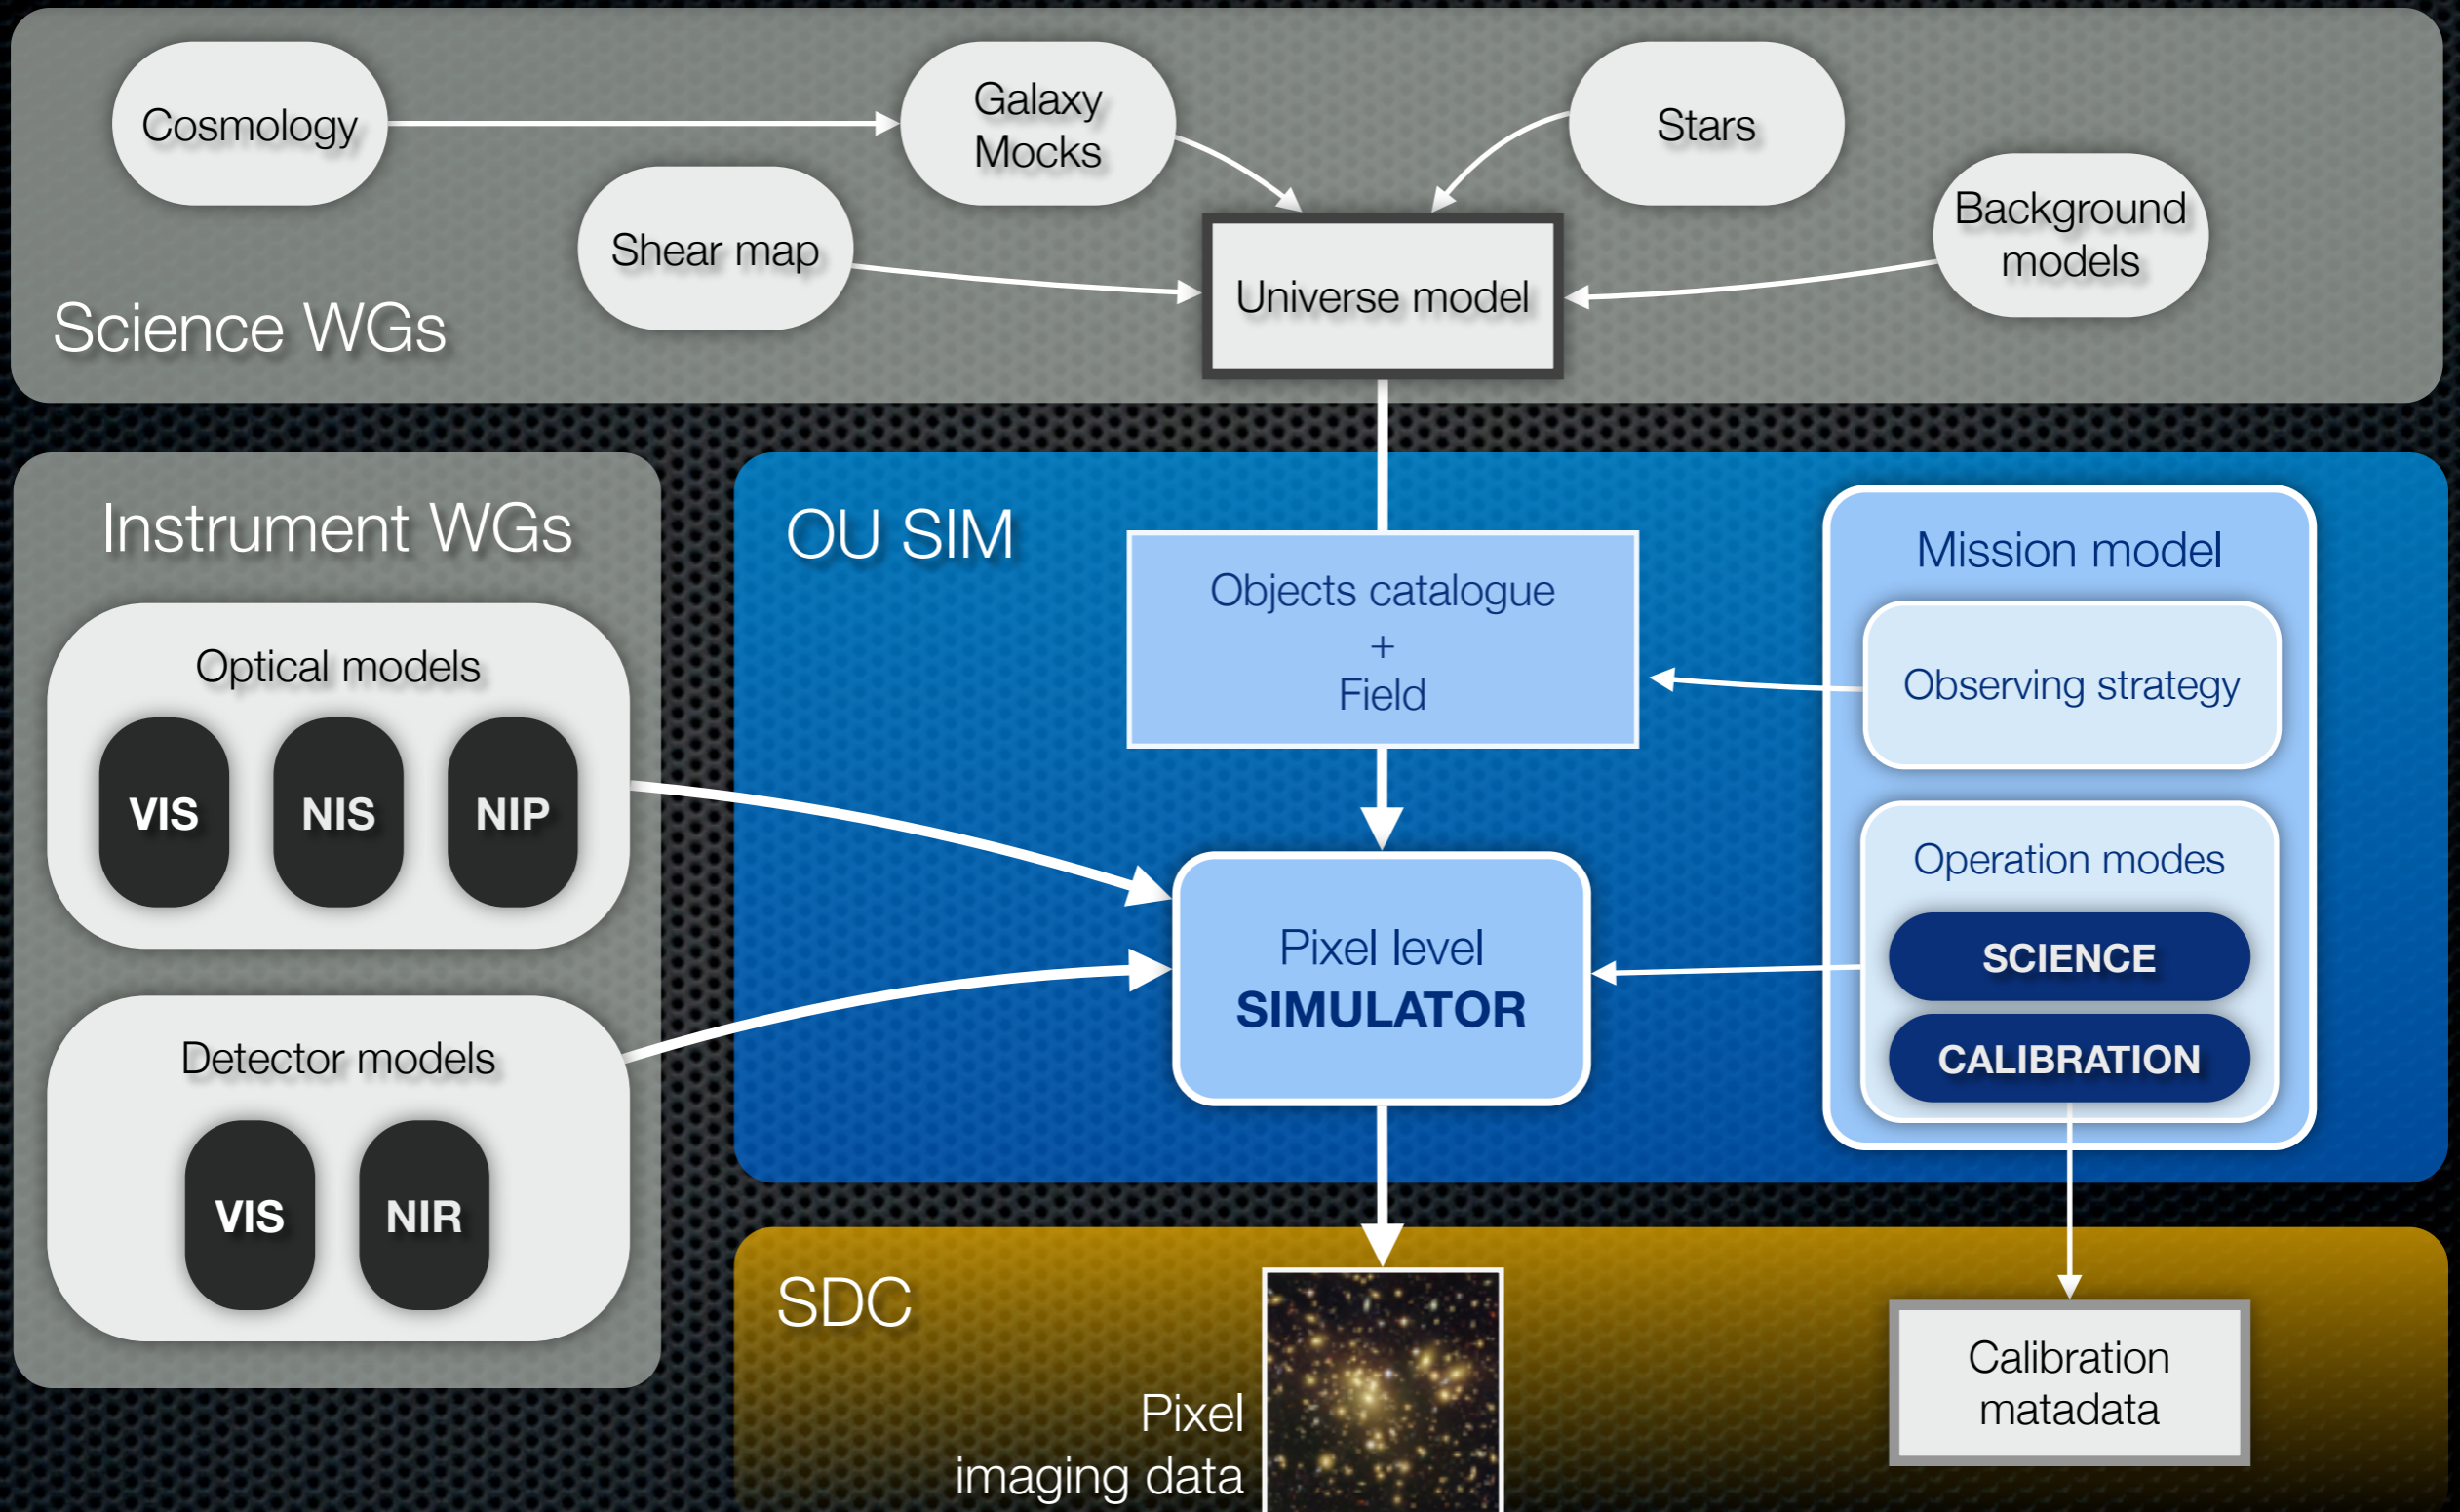 Cosmology
Galaxy
Mocks
Stars
Shear map
Background
models
Universe model
Science WGs
Instrument WGs
Optical models
VIS
NIS
NIP
Detector models
VIS
NIR
OU SIM
Objects catalogue
+
Field
Mission model
Observing strategy
Operation modes
SCIENCE
CALIBRATION
Pixel level
SIMULATOR
SDC
Pixel
imaging data
Calibration
matadata